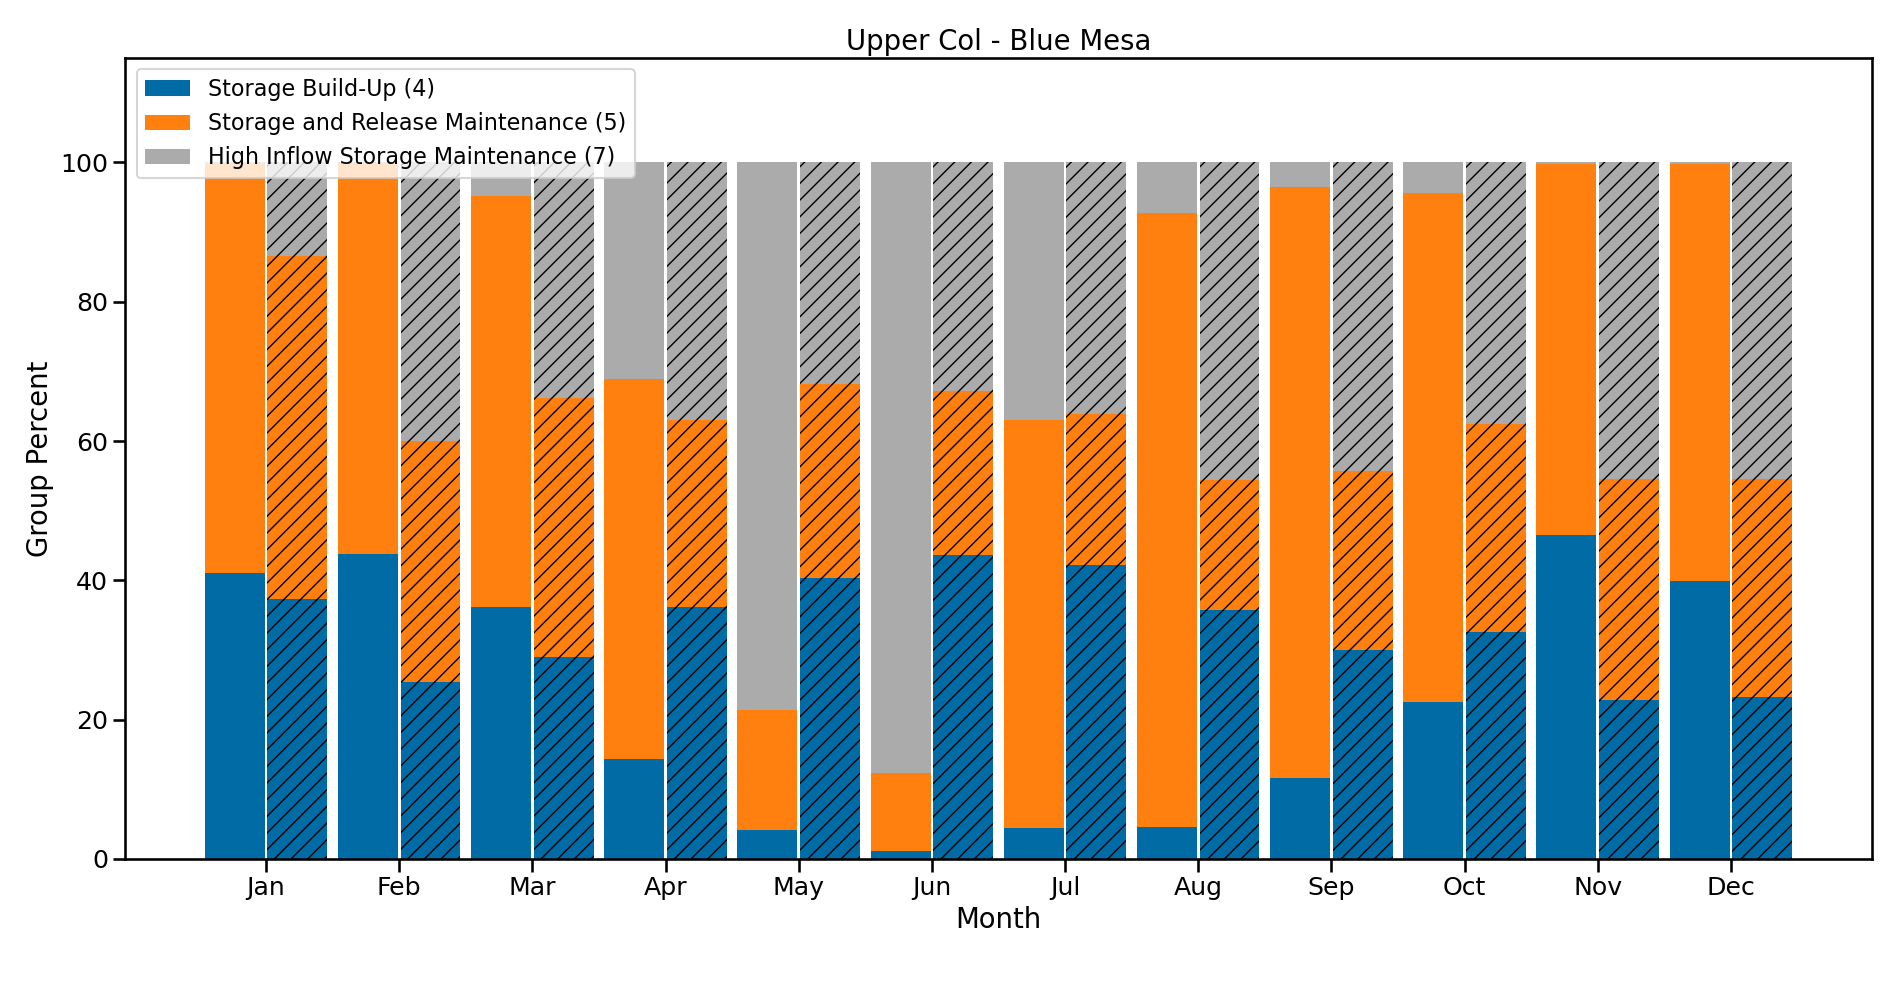 Upper Col - Blue Mesa
Storage Build-Up (4)
Storage and Release Maintenance (5)
High Inflow Storage Maintenance (7)
100
80
60
40
20
0
Group Percent
Jan Feb Mar Apr May Jun Jul Aug Sep Oct Nov Dec
Month